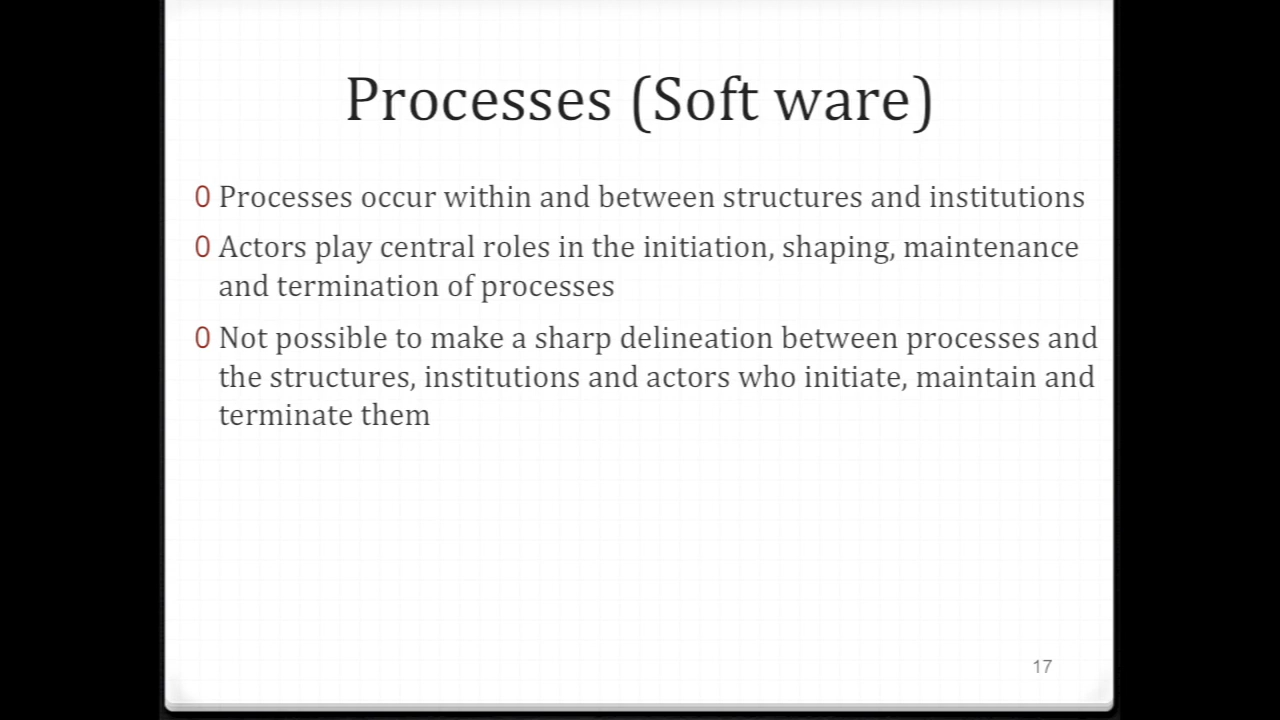 Processes (Soft ware)
0 Processes occur within and between structures and institutions
0 Actors play central roles in the initiation, shaping, maintenance
and termination of processes
0 Not possible to make a sharp delineation between processes and
the structures, institutions and actors who initiate, maintain and
terminate them
17